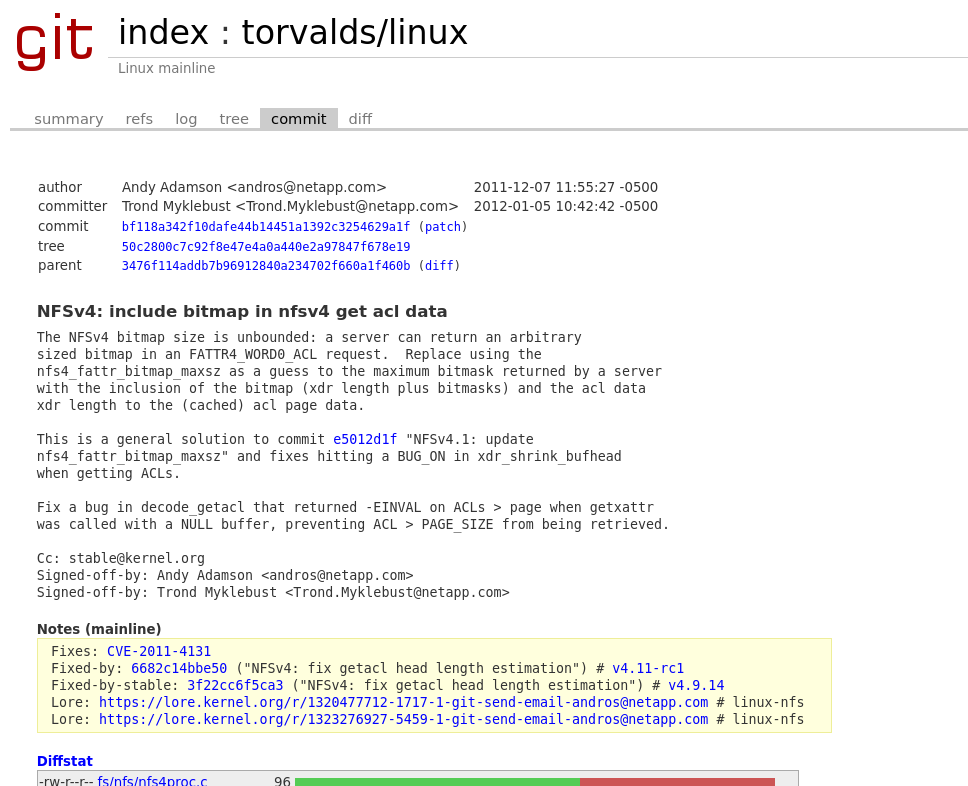 git
index : torvalds/linux
Linux mainline
summary refs log tree commit diff
author Andy Adamson <andros@netapp.com> 2011-12-07 11:55:27 -0500
committer Trond Myklebust <Trond.Myklebust@netapp.com> 2012-01-05 10:42:42 -0500
commit bf118a342f10dafe44b14451a1392c3254629a1f (patch)
tree 50c2800c7c92f8e47e4a0a440e2a97847f678e19
parent 3476f114addb7b96912840a234702f660a1f460b (diff)
NFSv4: include bitmap in nfsv4 get acl data
The NFSv4 bitmap size is unbounded: a server can return an arbitrary
sized bitmap in an FATTR4_WORD0_ACL request.  Replace using the
nfs4_fattr_bitmap_maxsz as a guess to the maximum bitmask returned by a server
with the inclusion of the bitmap (xdr length plus bitmasks) and the acl data
xdr length to the (cached) acl page data.
This is a general solution to commit e5012d1f "NFSv4.1: update
nfs4_fattr_bitmap_maxsz" and fixes hitting a BUG_ON in xdr_shrink_bufhead
when getting ACLs.
Fix a bug in decode_getacl that returned -EINVAL on ACLs > page when getxattr
was called with a NULL buffer, preventing ACL > PAGE_SIZE from being retrieved.
Cc: stable@kernel.org
Signed-off-by: Andy Adamson <andros@netapp.com>
Signed-off-by: Trond Myklebust <Trond.Myklebust@netapp.com>
Notes (mainline)
Fixes: CVE-2011-4131
Fixed-by: 6682c14bbe50 ("NFSv4: fix getacl head length estimation") # v4.11-rc1
Fixed-by-stable: 3f22cc6f5ca3 ("NFSv4: fix getacl head length estimation") # v4.9.14
Lore: https://lore.kernel.org/r/1320477712-1717-1-git-send-email-andros@netapp.com # linux-nfs
Lore: https://lore.kernel.org/r/1323276927-5459-1-git-send-email-andros@netapp.com # linux-nfs
Diffstat
-rw-r--r-- fs/nfs/nfs4proc.c 96